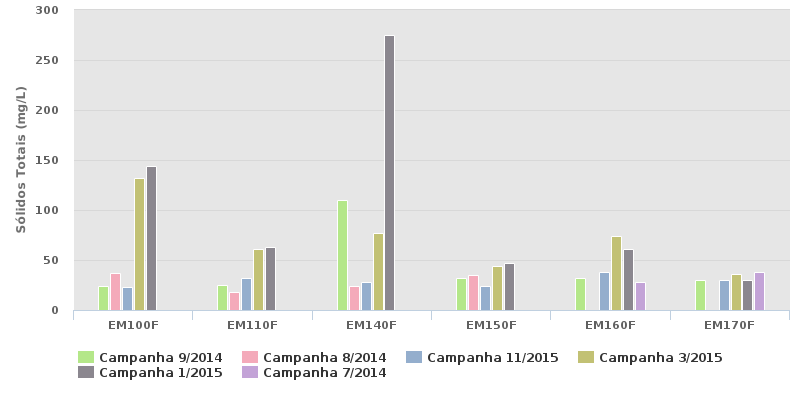 300
250
200
150
100
50
0
Sólidos Totais (mg/L)
EM100F EM110F EM140F EM150F EM160F EM170F
Campanha 9/2014 Campanha 8/2014 Campanha 11/2015 Campanha 3/2015
Campanha 1/2015 Campanha 7/2014